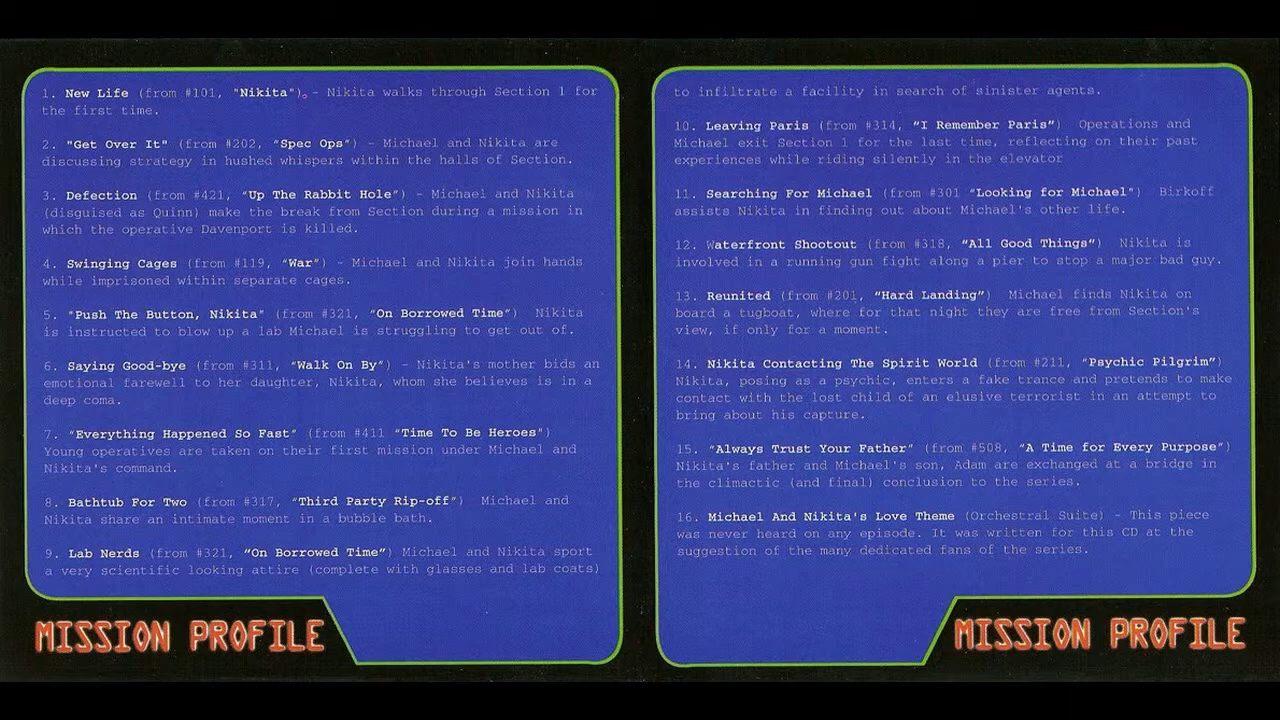 1. New Life (from #101, "Nikita") - Nikita walks through Section 1 for
the first time.
2. "Get Over It" (from #202, "Spec Ops") - Michael and Nikita are
discussing strategy in hushed whispers within the halls of Section.
3. Defection (from #421, "Up The Rabbit Hole") - Michael and Nikita
(disguised as Quinn) make the break from Section during a mission in
which the operative Davenport is killed.
4. Swinging Cages (from #119, "War") - Michael and Nikita join hands
while imprisoned within separate cages.
5. "Push The Button, Nikita" (from #321, "On Borrowed Time") Nikita
is instructed to blow up a lab Michael is struggling to get out of.
6. Saying Good-bye (from #311, "Walk On By") - Nikita's mother bids an
emotional farewell to her daughter, Nikita, whom she believes is in a
deep coma.
7. "Everything Happened So Fast" (from #411 "Time To Be Heroes")
Young operatives are taken on their first mission under Michael and
Nikita's command.
8. Bathtub For Two (from #317, "Third Party Rip-off") Michael and
Nikita share an intimate moment in a bubble bath.
9. Lab Nerds (from #321, "On Borrowed Time") Michael and Nikita sport
a very scientific looking attire (complete with glasses and lab coats)
MISSION PROFILE
to infiltrate a facility in search of sinister agents.
10. Leaving Paris (from #314, "I Remember Paris") Operations and
Michael exit Section 1 for the last time, reflecting on their past
experiences while riding silently in the elevator
11. Searching For Michael (from #301 "Looking for Michael") Birkoff
assists Nikita in finding out about Michael's other life.
12. Waterfront Shootout (from #318, "All Good Things") Nikita is
involved in a running gun fight along a pier to stop a major bad guy.
13. Reunited (from #201, "Hard Landing") Michael finds Nikita on
board a tugboat, where for that night they are free from Section's
view, if only for a moment.
14. Nikita Contacting The Spirit World (from #211, "Psychic Pilgrim")
Nikita, posing as a psychic, enters a fake trance and pretends to make
contact with the lost child of an elusive terrorist in an attempt to
bring about his capture.
15. "Always Trust Your Father" (from #508, "A Time for Every Purpose")
Nikita's father and Michael's son, Adam are exchanged at a bridge in
the climactic (and final) conclusion to the series.
16. Michael And Nikita's Love Theme (Orchestral Suite) - This piece
was never heard on any episode. It was written for this CD at the
suggestion of the many dedicated fans of the series.
MISSION PROFILE